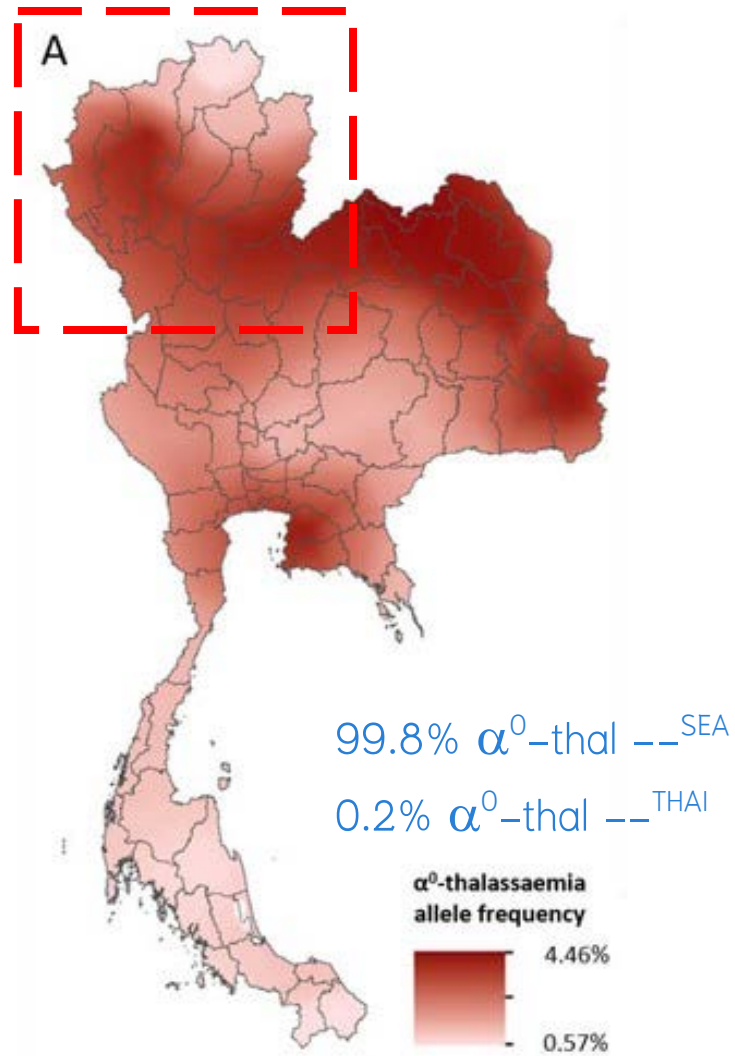 A
99.8% α⁰-thal --ˢᴱᴬ
0.2% α⁰-thal --ᵀᴴᴬᴵ
α⁰-thalassaemia
allele frequency
4.46%
0.57%